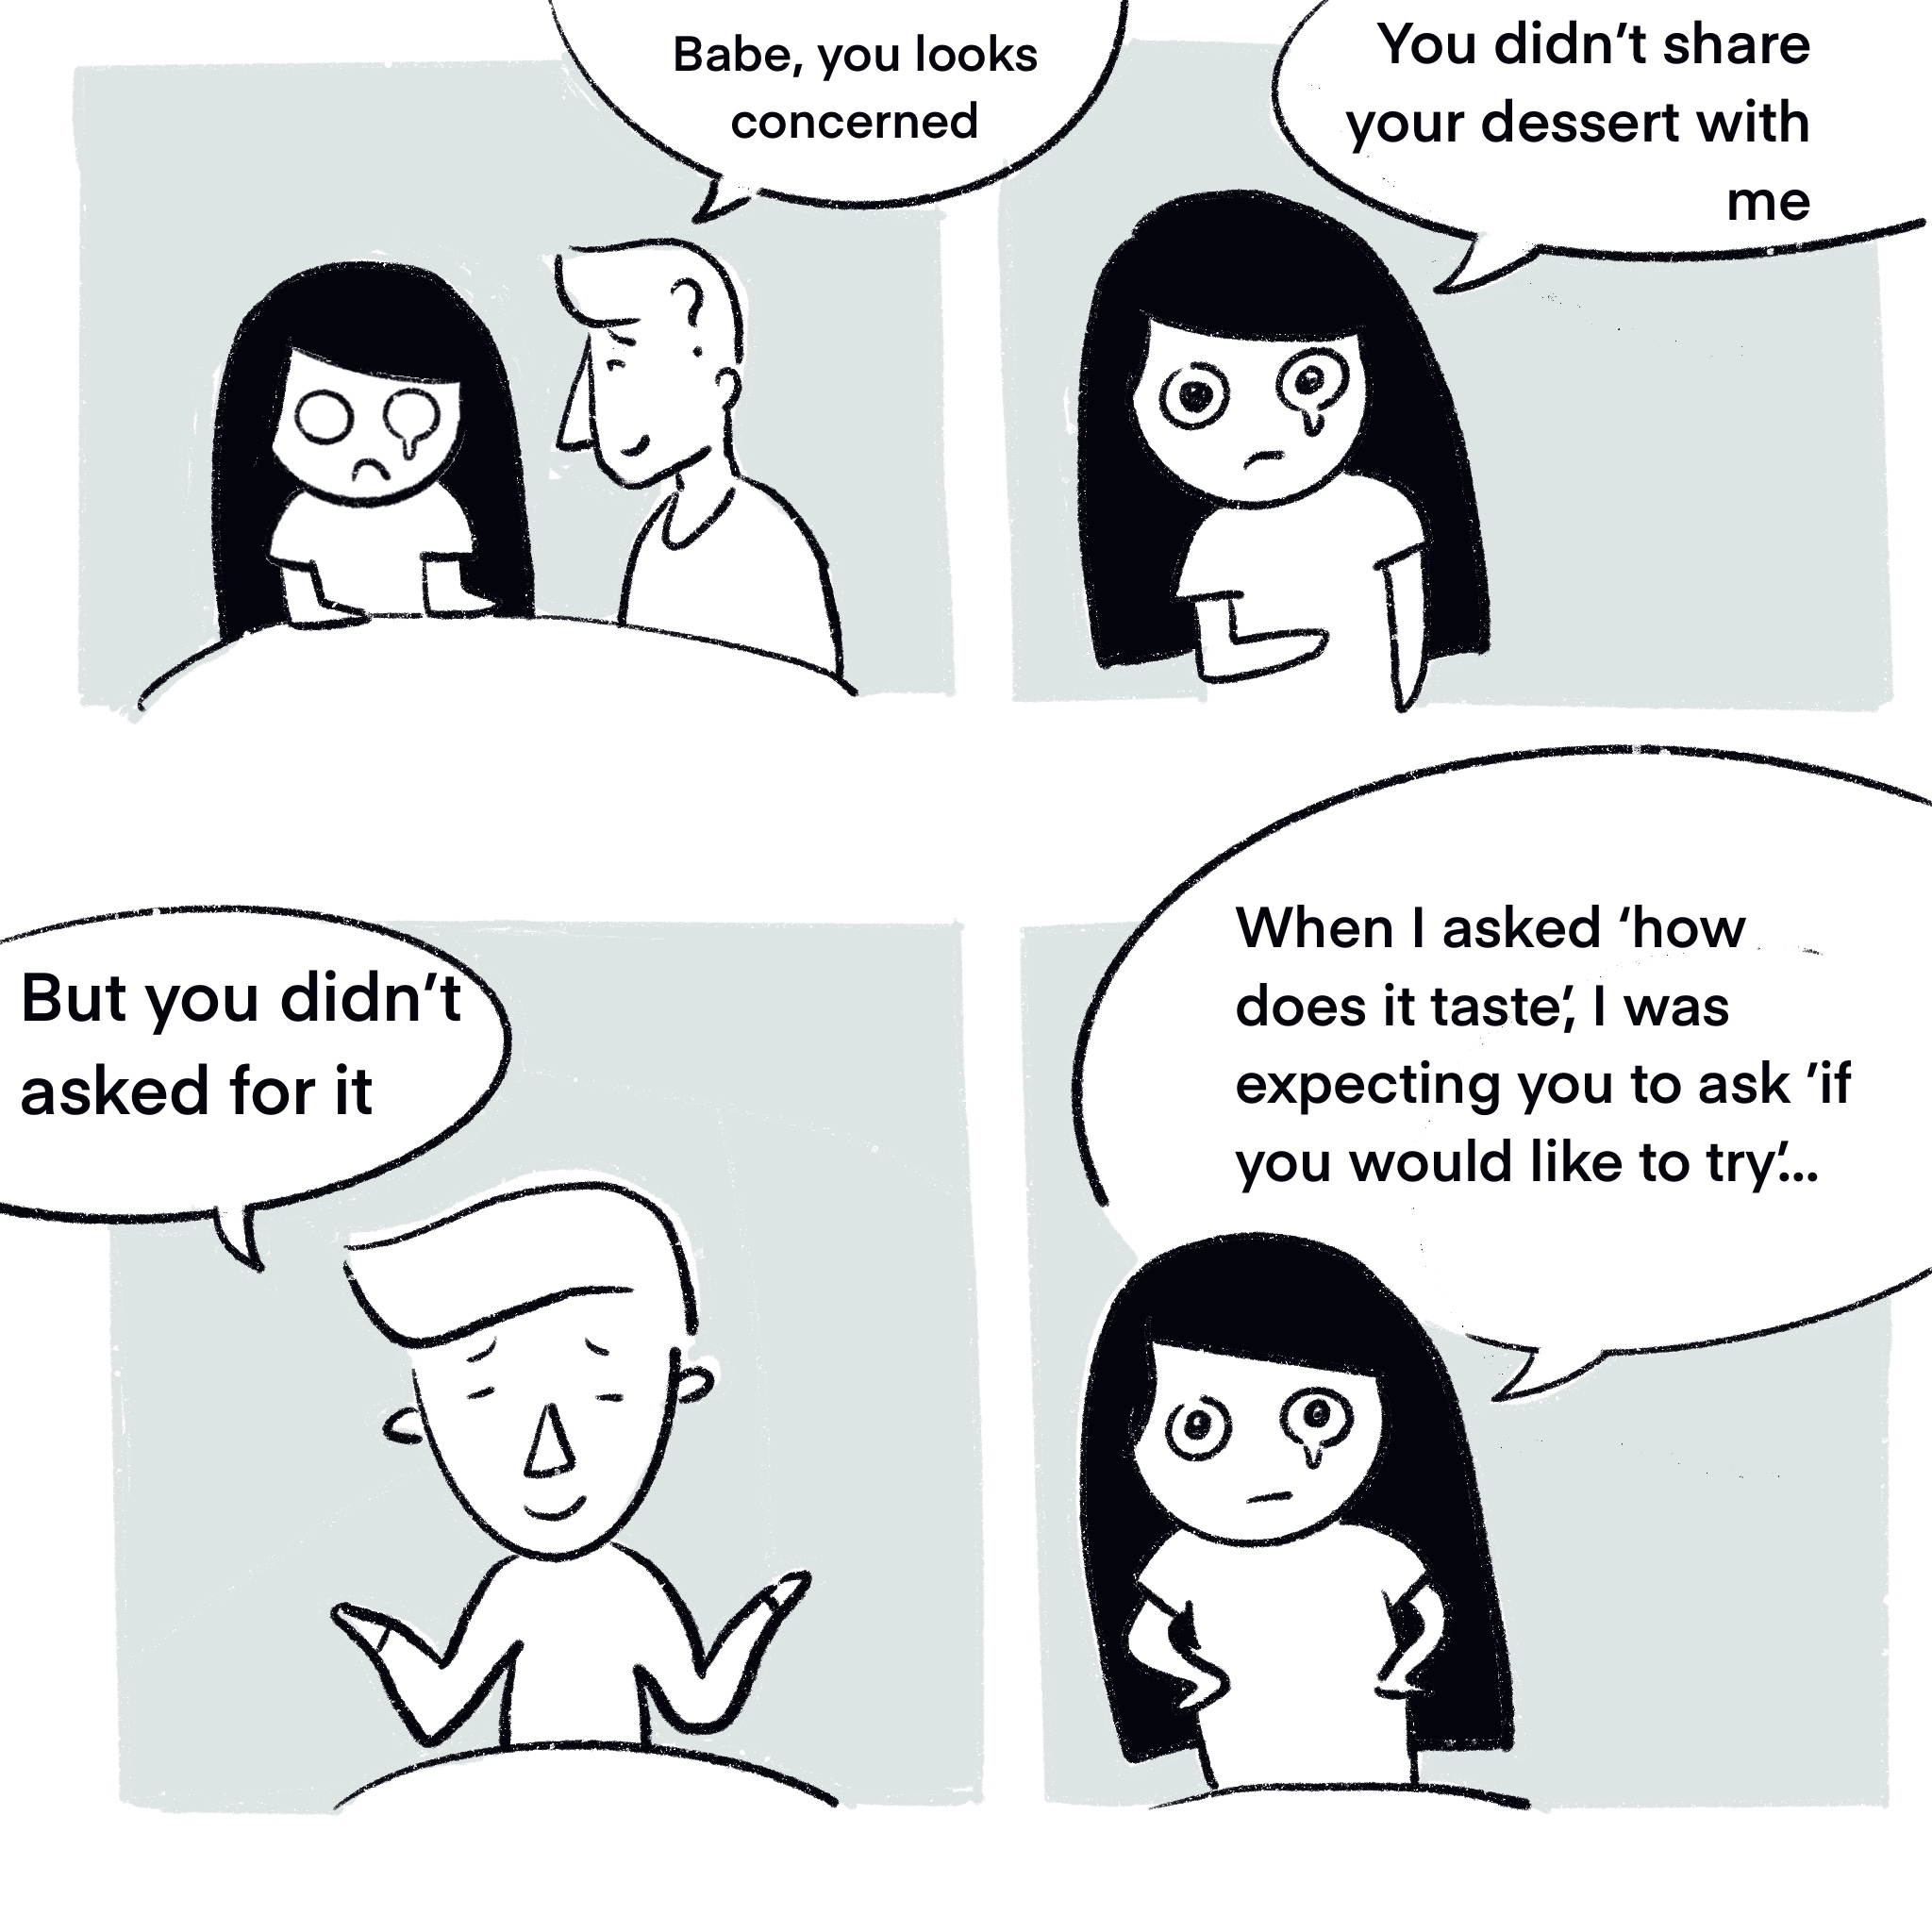 Babe, you looks
concerned
You didn’t share
your dessert with
me
But you didn’t
asked for it
When I asked ‘how
does it taste’, I was
expecting you to ask ’if
you would like to try’...
?